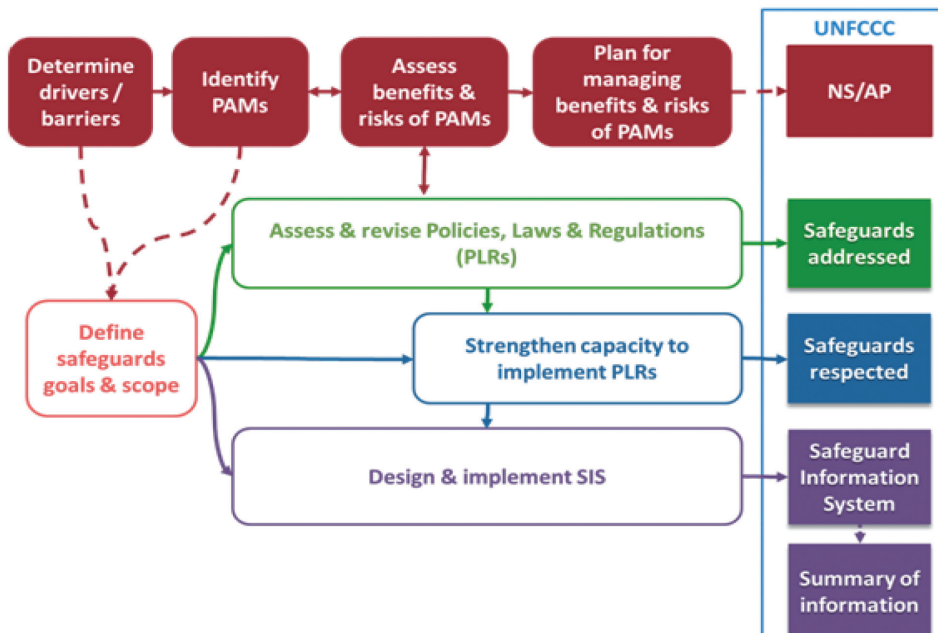 UNFCCC
Determine
drivers /
barriers
Identify
PAMs
Assess
benefits &
risks of PAMs
Plan for
managing
benefits & risks
of PAMs
NS/AP
Assess & revise Policies, Laws & Regulations
(PLRs)
Safeguards
addressed
Define
safeguards
goals & scope
Strengthen capacity to
implement PLRs
Safeguards
respected
Design & implement SIS
Safeguard
Information
System
Summary of
information